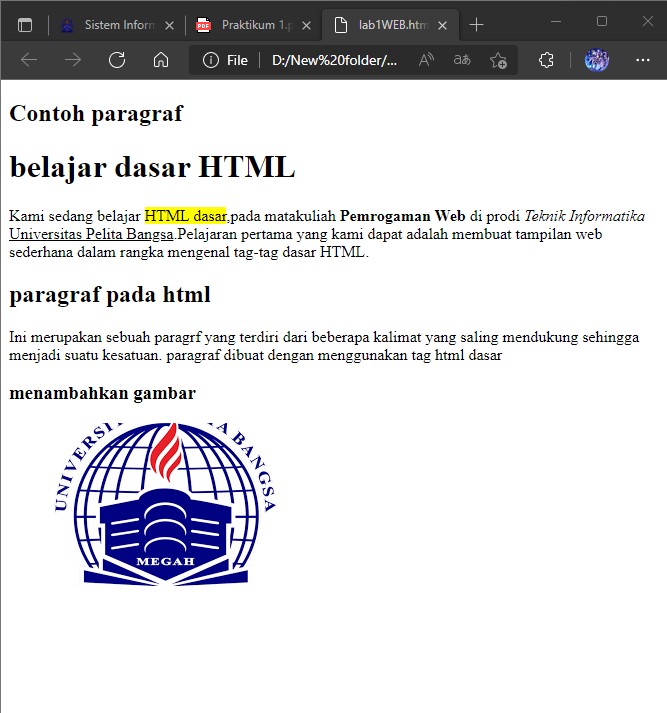 Sistem Inform
Praktikum 1.p
lab1WEB.htm
File
D:/New%20folder/...
Contoh paragraf
belajar dasar HTML
Kami sedang belajar HTML dasar,pada matakuliah Pemrogaman Web di prodi Teknik Informatika
Universitas Pelita Bangsa.Pelajaran pertama yang kami dapat adalah membuat tampilan web
sederhana dalam rangka mengenal tag-tag dasar HTML.
paragraf pada html
Ini merupakan sebuah paragrf yang terdiri dari beberapa kalimat yang saling mendukung sehingga
menjadi suatu kesatuan. paragraf dibuat dengan menggunakan tag html dasar
menambahkan gambar
UNIVERSI A BANGSA
MEGAH